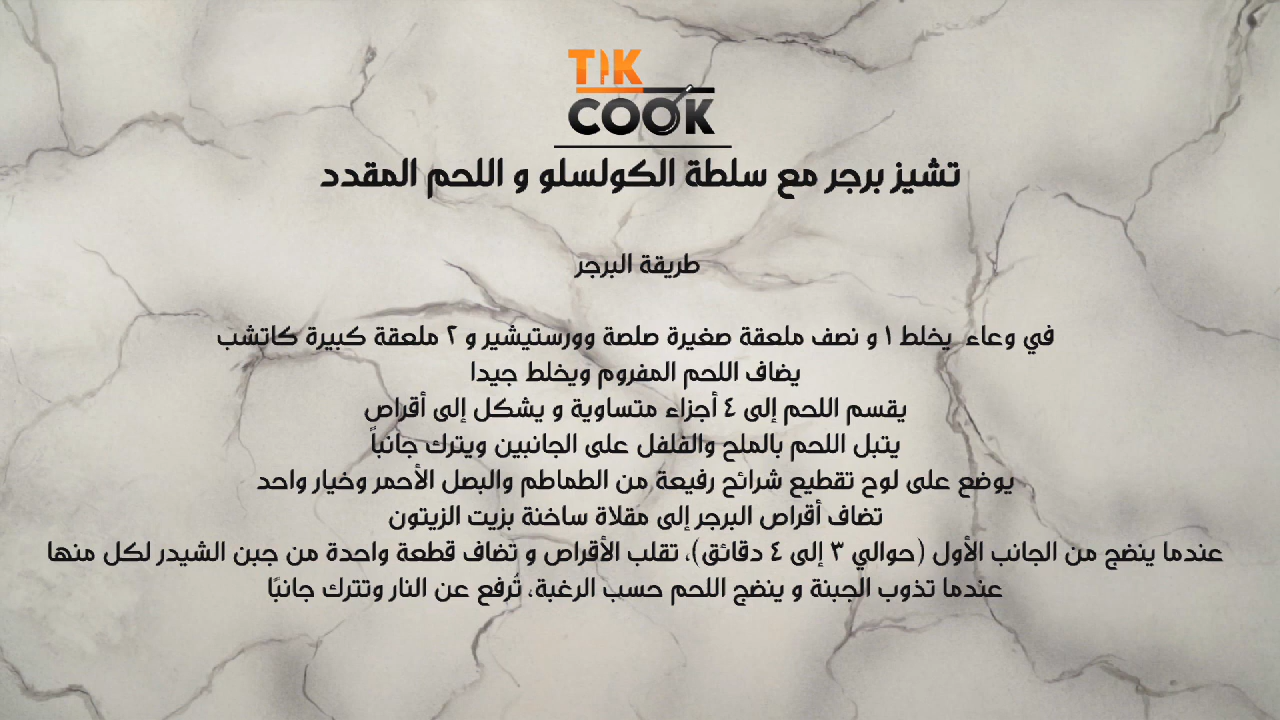 TIK
COOK
تشيز برجر مع سلطة الكولسلو و اللحم المقدد
طريقة البرجر
في وعاء يخلط ١ و نصف ملعقة صغيرة صلصة وورستيشير و ٢ ملعقة كبيرة كاتشب
يضاف اللحم المفروم ويخلط جيدا
يقسم اللحم إلى ٤ أجزاء متساوية و يشكل إلى أقراص
يتبل اللحم بالملح والفلفل على الجانبين ويترك جانباً
يوضع على لوح تقطيع شرائح رفيعة من الطماطم والبصل الأحمر وخيار واحد
تضاف أقراص البرجر إلى مقلاة ساخنة بزيت الزيتون
عندما ينضج من الجانب الأول (حوالي ٣ إلى ٤ دقائق)، تقلب الأقراص و تضاف قطعة واحدة من جبن الشيدر لكل منها
عندما تذوب الجبنة و ينضج اللحم حسب الرغبة، تُرفع عن النار وتترك جانبًا